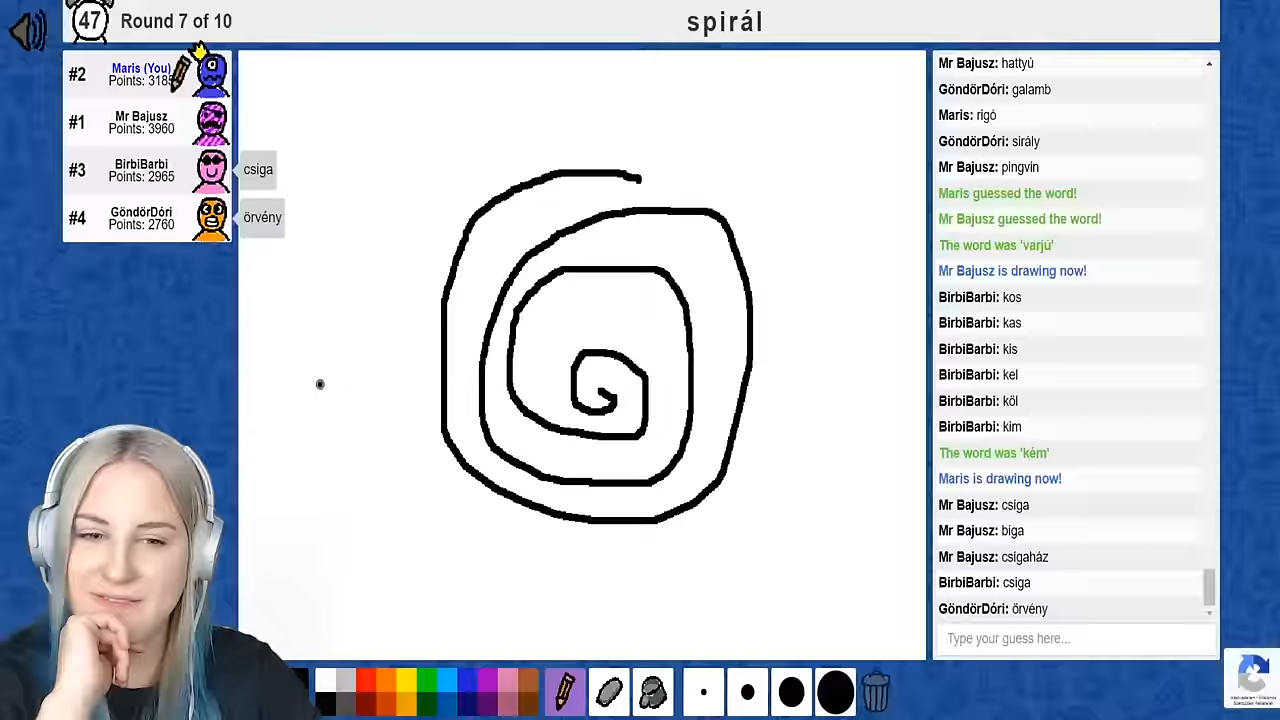 47
Round 7 of 10
spirál
#2
Maris (You)
Points: 3185
#1
Mr Bajusz
Points: 3960
#3
BirbiBarbi
Points: 2965
csiga
#4
GöndörDóri
Points: 2760
örvény
Mr Bajusz: hattyú
GöndörDóri: galamb
Maris: rigó
GöndörDóri: sirály
Mr Bajusz: pingvin
Maris guessed the word!
Mr Bajusz guessed the word!
The word was 'varjú'
Mr Bajusz is drawing now!
BirbiBarbi: kos
BirbiBarbi: kas
BirbiBarbi: kis
BirbiBarbi: kel
BirbiBarbi: kől
BirbiBarbi: kim
The word was 'kém'
Maris is drawing now!
Mr Bajusz: csiga
Mr Bajusz: biga
Mr Bajusz: csigaház
BirbiBarbi: csiga
GöndörDóri: örvény
Type your guess here...